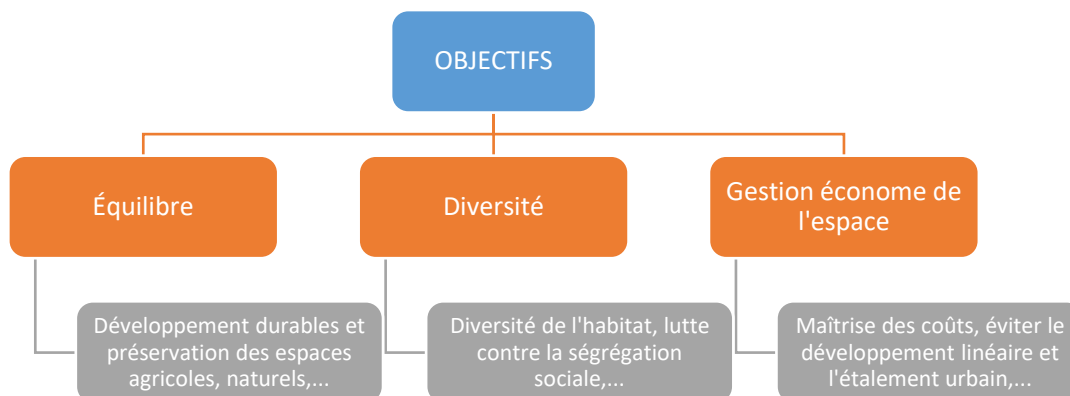 OBJECTIFS
Équilibre
Diversité
Gestion économe de
l'espace
Développement durables et
préservation des espaces
agricoles, naturels,...
Diversité de l'habitat, lutte
contre la ségrégation
sociale,...
Maîtrise des coûts, éviter le
développement linéaire et
l'étalement urbain,...